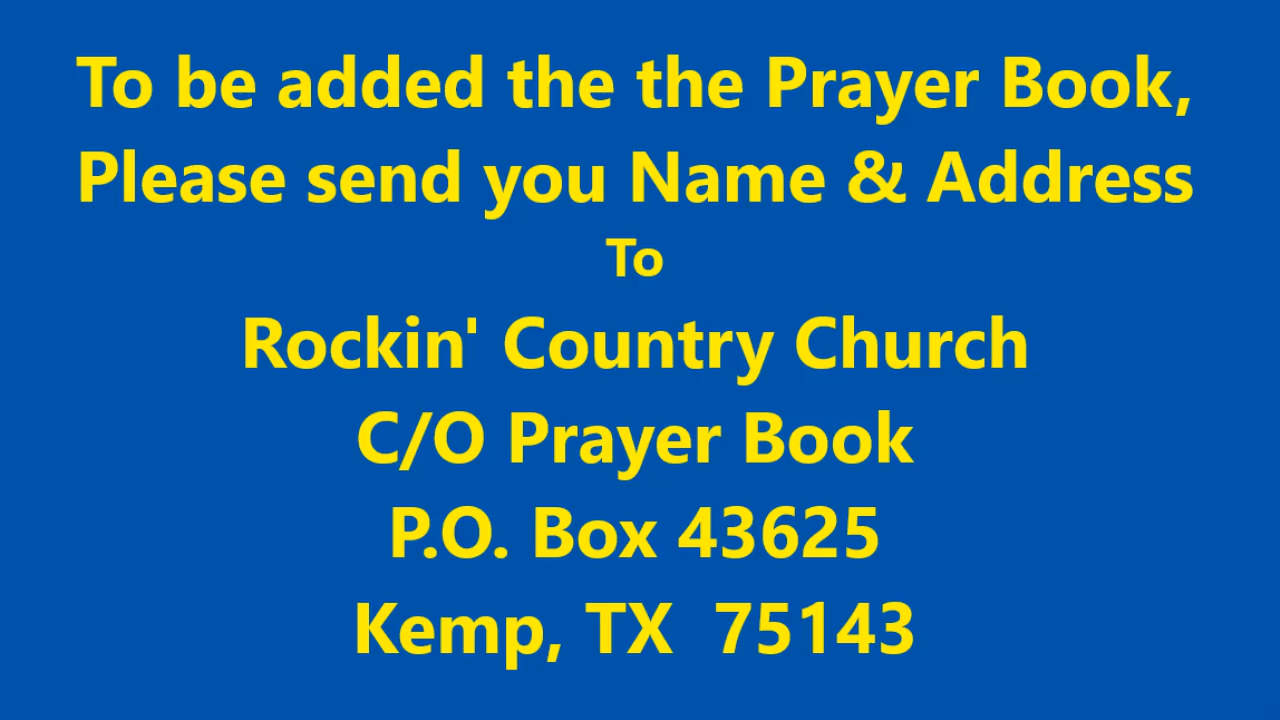 To be added the the Prayer Book,
Please send you Name & Address
To
Rockin' Country Church
C/O Prayer Book
P.O. Box 43625
Kemp, TX  75143